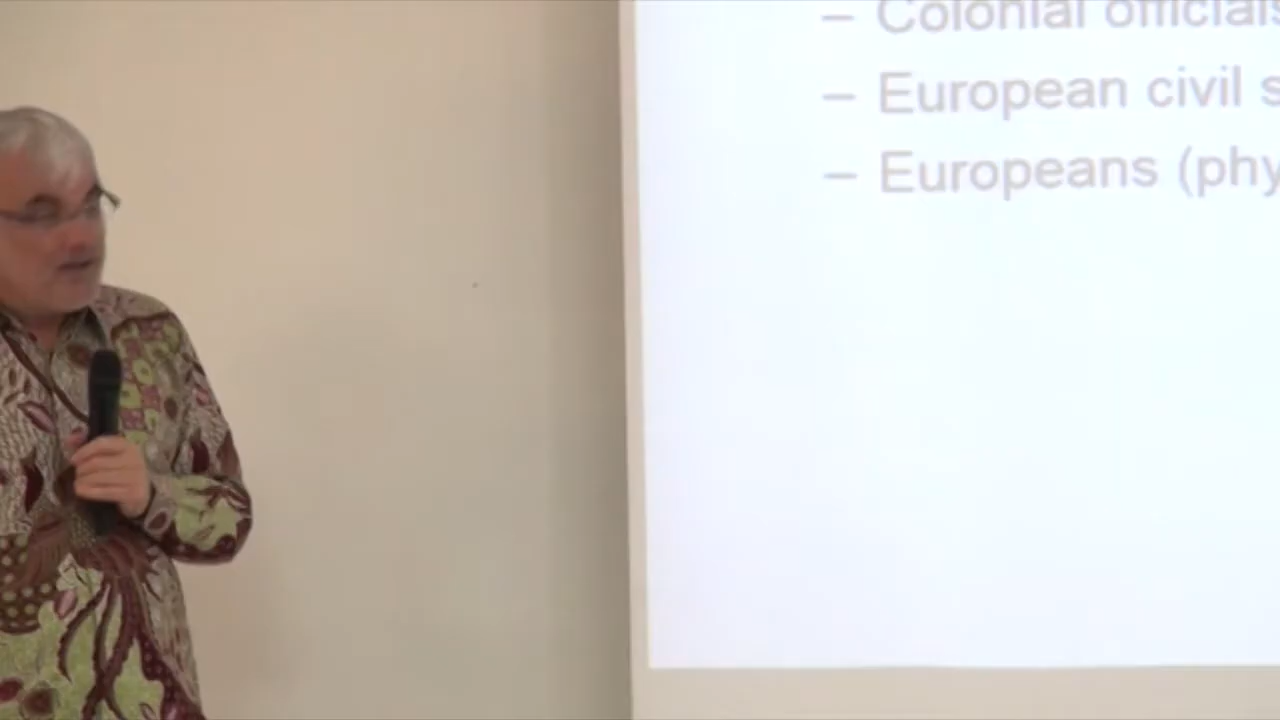 – Colonial officials
– European civil s
– Europeans (phy